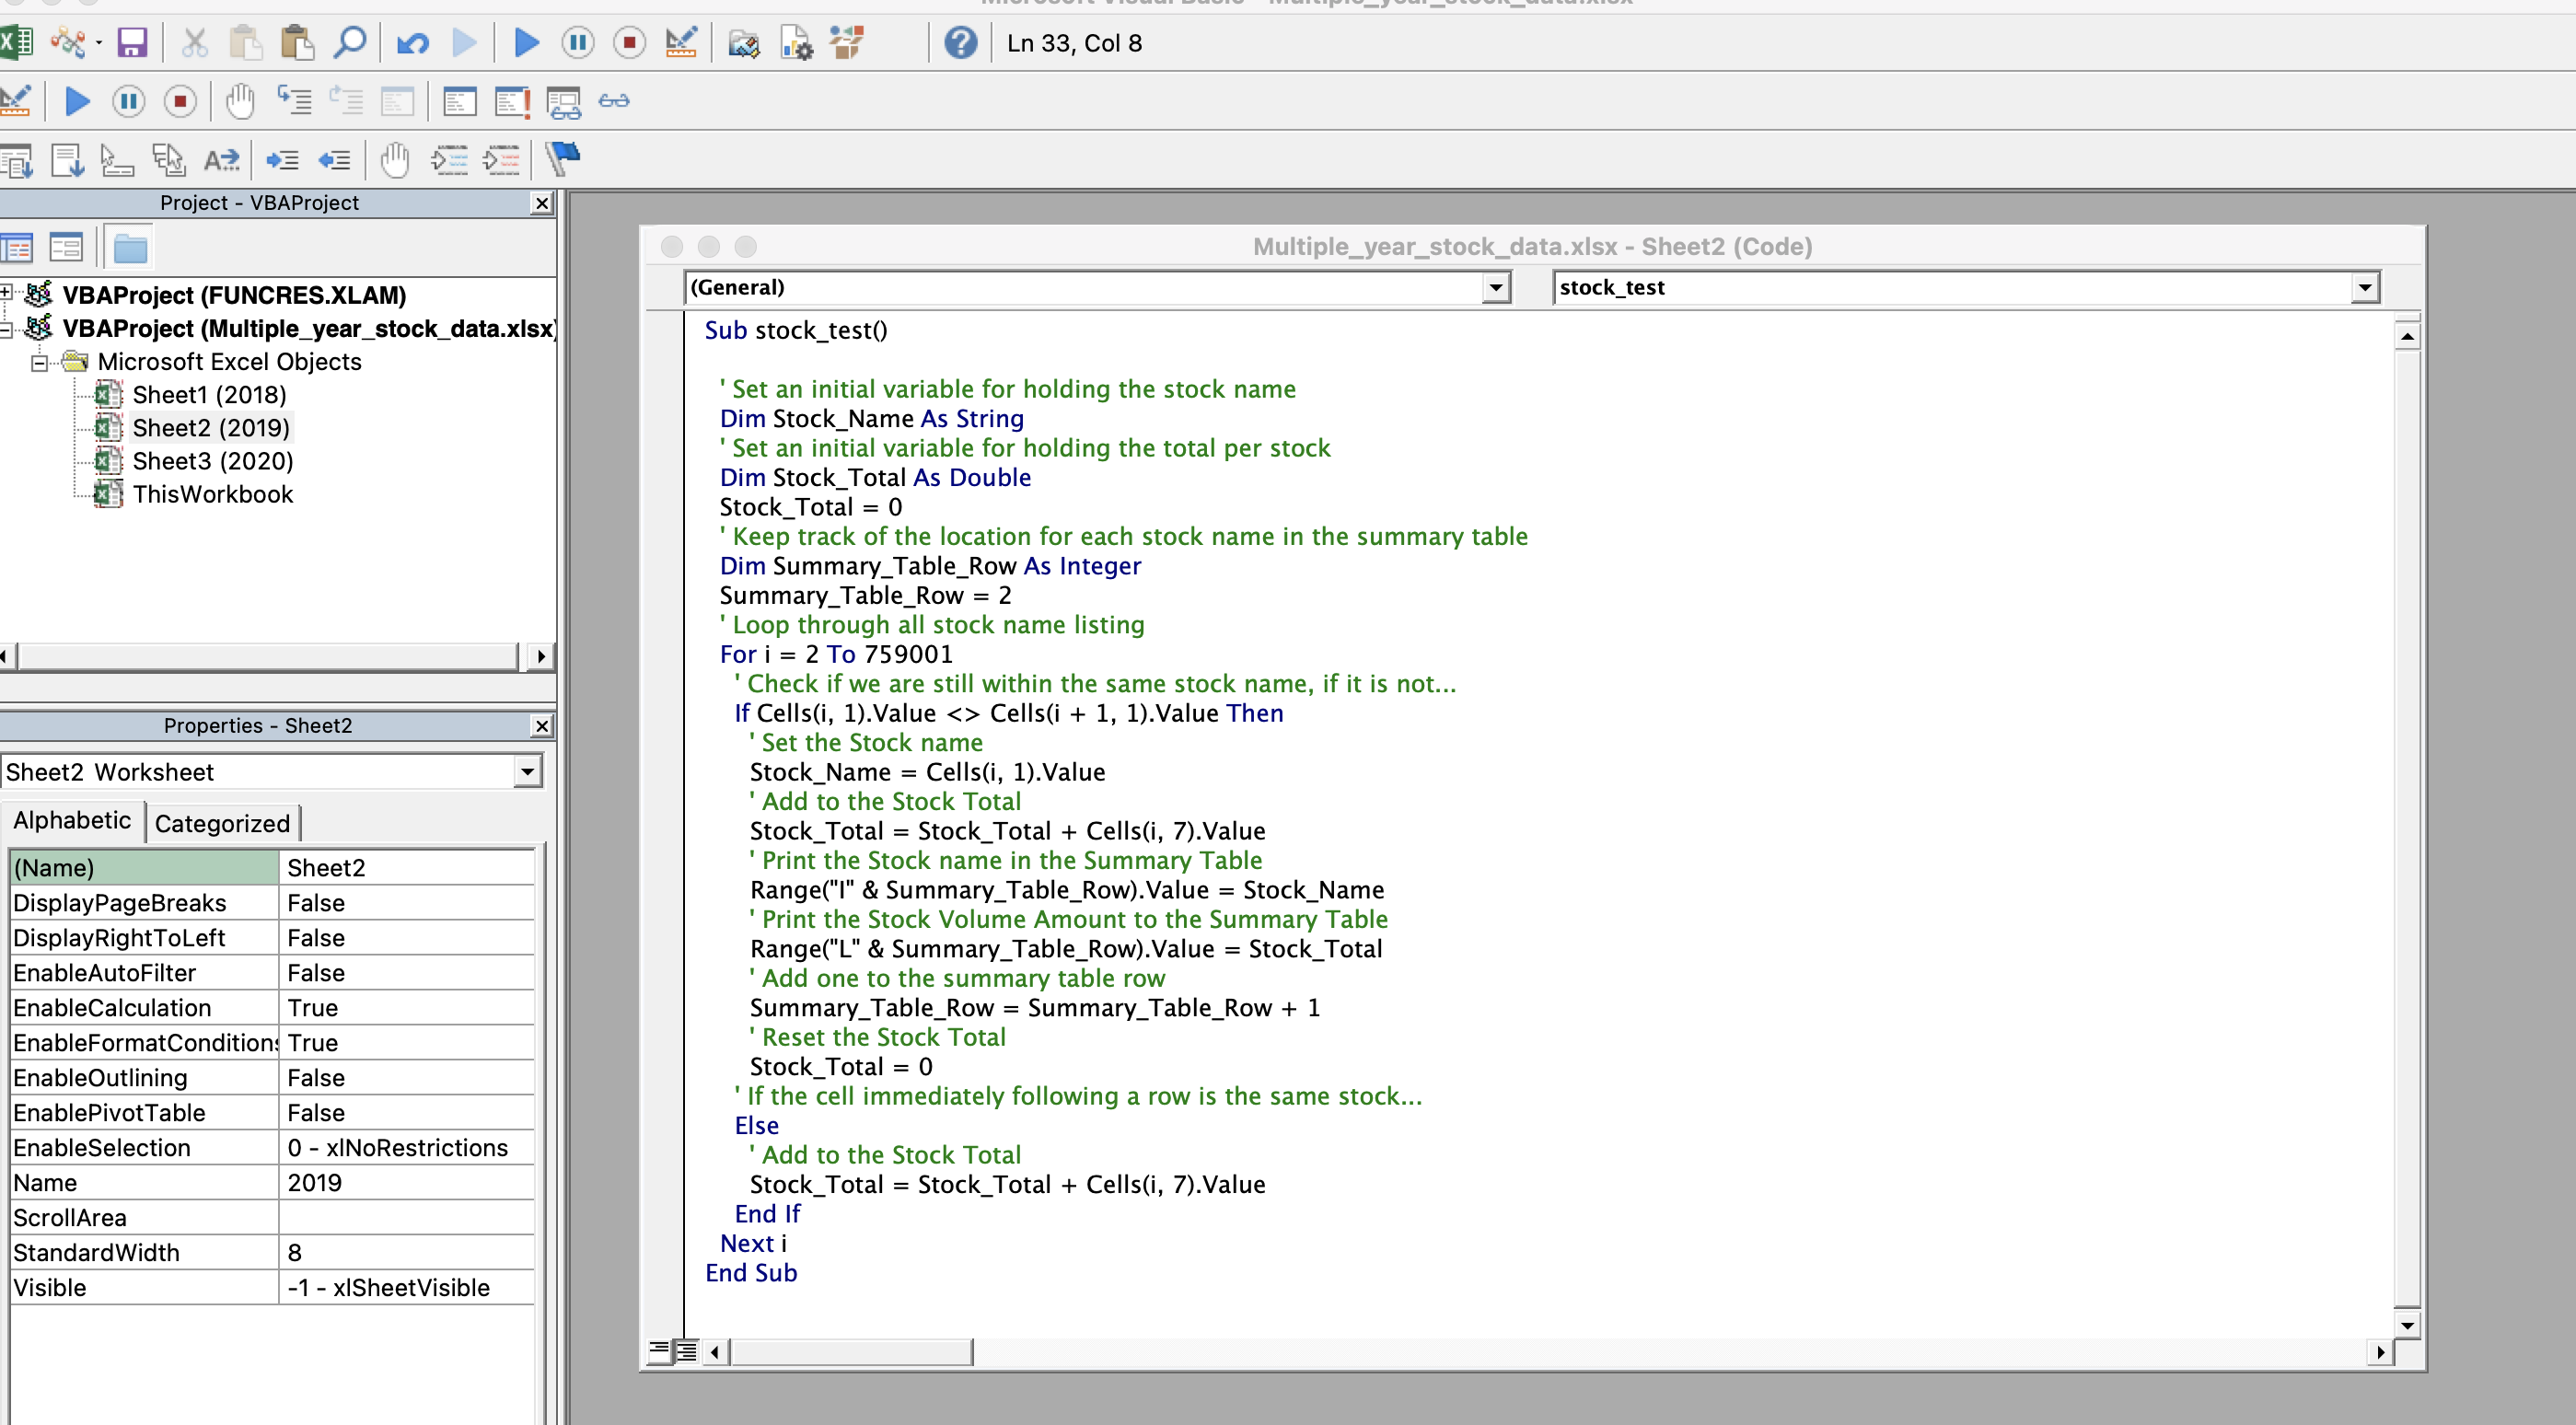 Microsoft Visual Basic - Multiple_year_stock_data.xlsx
Ln 33, Col 8
Project - VBAProject
VBAProject (FUNCRES.XLAM)
VBAProject (Multiple_year_stock_data.xlsx)
Microsoft Excel Objects
Sheet1 (2018)
Sheet2 (2019)
Sheet3 (2020)
ThisWorkbook
Properties - Sheet2
Sheet2 Worksheet
Alphabetic Categorized
(Name) Sheet2
DisplayPageBreaks False
DisplayRightToLeft False
EnableAutoFilter False
EnableCalculation True
EnableFormatConditions True
EnableOutlining False
EnablePivotTable False
EnableSelection 0 - xlNoRestrictions
Name 2019
ScrollArea
StandardWidth 8
Visible -1 - xlSheetVisible
Multiple_year_stock_data.xlsx - Sheet2 (Code)
(General) stock_test
Sub stock_test()
' Set an initial variable for holding the stock name
Dim Stock_Name As String
' Set an initial variable for holding the total per stock
Dim Stock_Total As Double
Stock_Total = 0
' Keep track of the location for each stock name in the summary table
Dim Summary_Table_Row As Integer
Summary_Table_Row = 2
' Loop through all stock name listing
For i = 2 To 759001
' Check if we are still within the same stock name, if it is not...
If Cells(i, 1).Value <> Cells(i + 1, 1).Value Then
' Set the Stock name
Stock_Name = Cells(i, 1).Value
' Add to the Stock Total
Stock_Total = Stock_Total + Cells(i, 7).Value
' Print the Stock name in the Summary Table
Range("I" & Summary_Table_Row).Value = Stock_Name
' Print the Stock Volume Amount to the Summary Table
Range("L" & Summary_Table_Row).Value = Stock_Total
' Add one to the summary table row
Summary_Table_Row = Summary_Table_Row + 1
' Reset the Stock Total
Stock_Total = 0
' If the cell immediately following a row is the same stock...
Else
' Add to the Stock Total
Stock_Total = Stock_Total + Cells(i, 7).Value
End If
Next i
End Sub